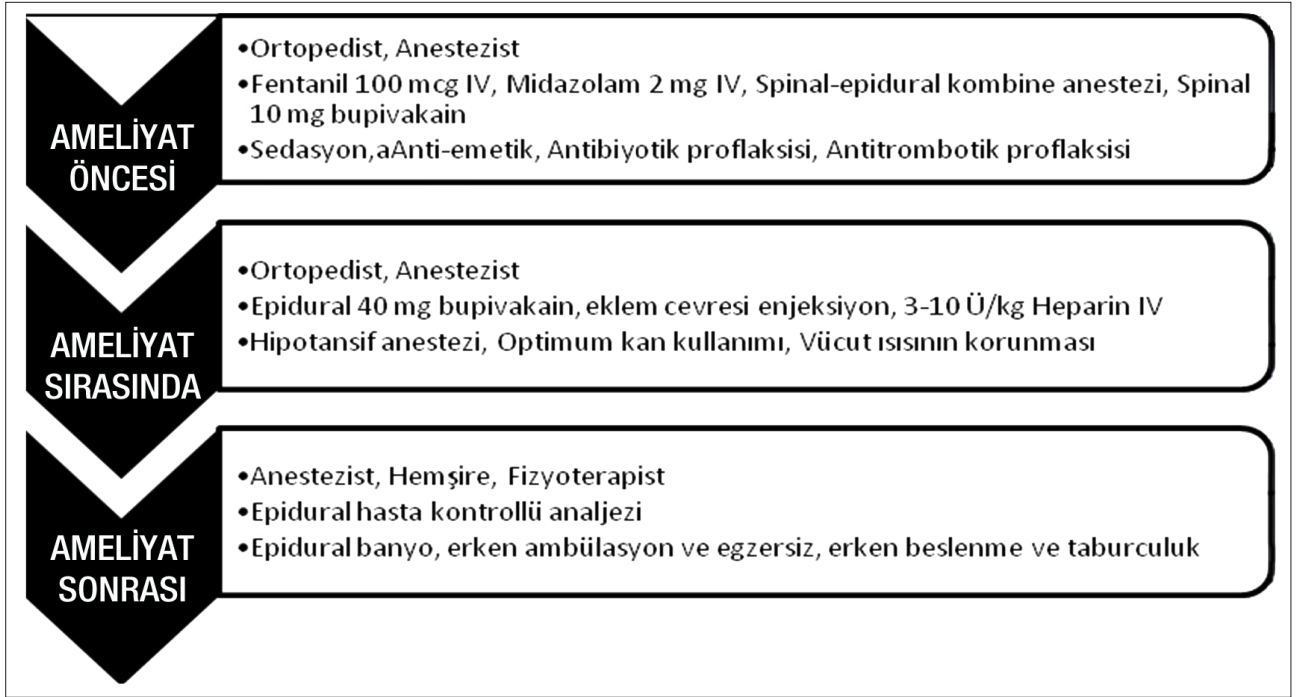 AMELİYAT
ÖNCESİ
•Ortopedist, Anestezist
•Fentanil 100 mcg IV, Midazolam 2 mg IV, Spinal-epidural kombine anestezi, Spinal
10 mg bupivakain
•Sedasyon,aAnti-emetik, Antibiyotik proflaksisi, Antitrombotik proflaksisi
AMELİYAT
SIRASINDA
•Ortopedist, Anestezist
•Epidural 40 mg bupivakain, eklem cevresi enjeksiyon, 3-10 Ü/kg Heparin IV
•Hipotansif anestezi, Optimum kan kullanımı, Vücut ısısının korunması
AMELİYAT
SONRASI
•Anestezist, Hemşire, Fizyoterapist
•Epidural hasta kontrollü analjezi
•Epidural banyo, erken ambülasyon ve egzersiz, erken beslenme ve taburculuk